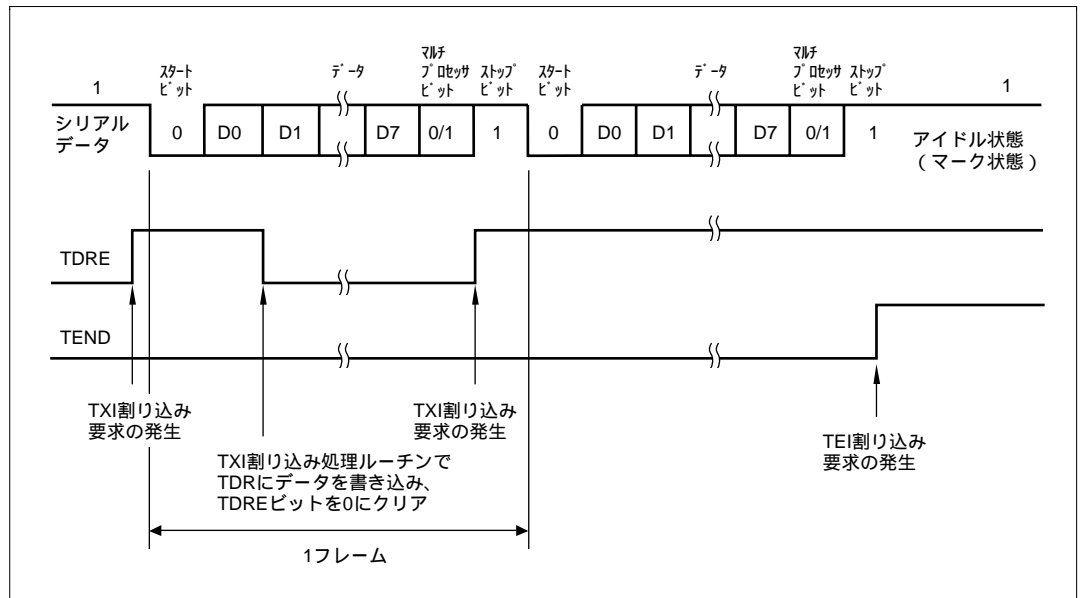 1
スタート
ビット
データ
マルチ
プロセッサ
ビット
ストップ
ビット
スタート
ビット
データ
マルチ
プロセッサ
ビット
ストップ
ビット
1
シリアル
データ
0 D0 D1 D7 0/1 1 0 D0 D1 D7 0/1 1
アイドル状態
(マーク状態)
TDRE
TEND
TXI割り込み
要求の発生
TXI割り込み処理ルーチンで
TDRにデータを書き込み、
TDREビットを0にクリア
TXI割り込み
要求の発生
TEI割り込み
要求の発生
1フレーム